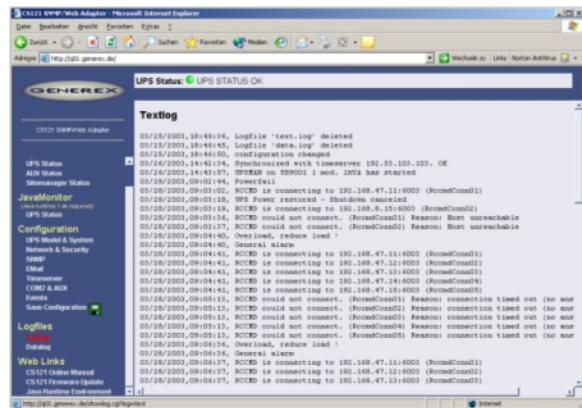 CS121 SNMP/Web Adapter - Microsoft Internet Explorer
Datei Bearbeiten Ansicht Favoriten Extras ?
Zurück Suchen Favoriten Medien
Adresse http://q01.generex.de/ Wechseln zu Links Norton AntiVirus
GENEREX
CS121 SNMP/Web Adapter
UPS Status
AUX Status
Sitemanager Status
JavaMonitor
UPS Status
Configuration
UPS Model & System
Network & Security
SNMP
EMail
Timeserver
COM2 & AUX
Events
Save Configuration
Logfiles
Textlog
Datalog
Web Links
CS121 Online Manual
CS121 Firmware Update
Java Runtime Environment
UPS Status: UPS STATUS OK
Textlog
03/25/2003,18:46:36, Logfile 'text.log' deleted
03/25/2003,18:46:45, Logfile 'data.log' deleted
03/25/2003,18:46:50, configuration changed
03/26/2003,14:42:34, Synchronized with timeserver 192.53.103.103. OK
03/26/2003,14:43:57, UPSMAN on 1 mod. 1KVA has started
03/28/2003,09:02:44, Powerfail
03/28/2003,09:03:02, RCCMD is connecting to 192.168.47.11:6003 (RccmdConn01)
03/28/2003,09:03:18, UPS Power restored - Shutdown canceled
03/28/2003,09:03:19, RCCMD is connecting to 192.168.8.15:6003 (RccmdConn02)
03/28/2003,09:03:36, RCCMD could not connect. (RccmdConn01) Reason: Host unreachable
03/28/2003,09:03:37, RCCMD could not connect. (RccmdConn02) Reason: Host unreachable
03/28/2003,09:04:40, Overload, reduce load !
03/28/2003,09:04:40, General alarm
03/28/2003,09:04:41, RCCMD is connecting to 192.168.47.11:6003 (RccmdConn01)
03/28/2003,09:04:41, RCCMD is connecting to 192.168.47.12:6003 (RccmdConn02)
03/28/2003,09:04:41, RCCMD is connecting to 192.168.47.13:6003 (RccmdConn03)
03/28/2003,09:04:41, RCCMD is connecting to 192.168.47.14:6003 (RccmdConn04)
03/28/2003,09:04:41, RCCMD is connecting to 192.168.47.15:6003 (RccmdConn05)
03/28/2003,09:05:13, RCCMD could not connect. (RccmdConn01) Reason: connection timed out (no answ
03/28/2003,09:05:13, RCCMD could not connect. (RccmdConn02) Reason: connection timed out (no answ
03/28/2003,09:05:13, RCCMD could not connect. (RccmdConn03) Reason: connection timed out (no answ
03/28/2003,09:05:13, RCCMD could not connect. (RccmdConn04) Reason: connection timed out (no answ
03/28/2003,09:05:13, RCCMD could not connect. (RccmdConn05) Reason: connection timed out (no answ
03/28/2003,09:06:36, Overload, reduce load !
03/28/2003,09:06:36, General alarm
03/28/2003,09:06:37, RCCMD is connecting to 192.168.47.11:6003 (RccmdConn01)
03/28/2003,09:06:37, RCCMD is connecting to 192.168.47.12:6003 (RccmdConn02)
03/28/2003,09:06:37, RCCMD is connecting to 192.168.47.13:6003 (RccmdConn03)
Internet